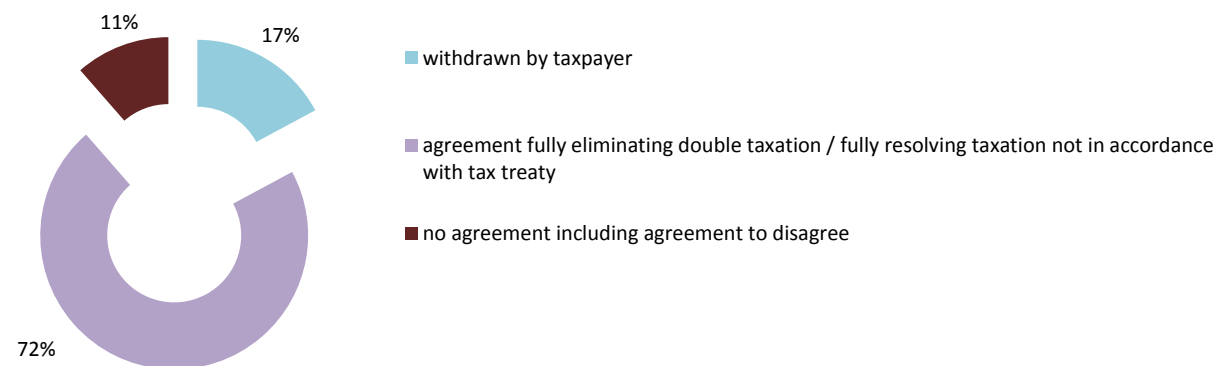 11%
17%
withdrawn by taxpayer
agreement fully eliminating double taxation / fully resolving taxation not in accordance
with tax treaty
no agreement including agreement to disagree
72%